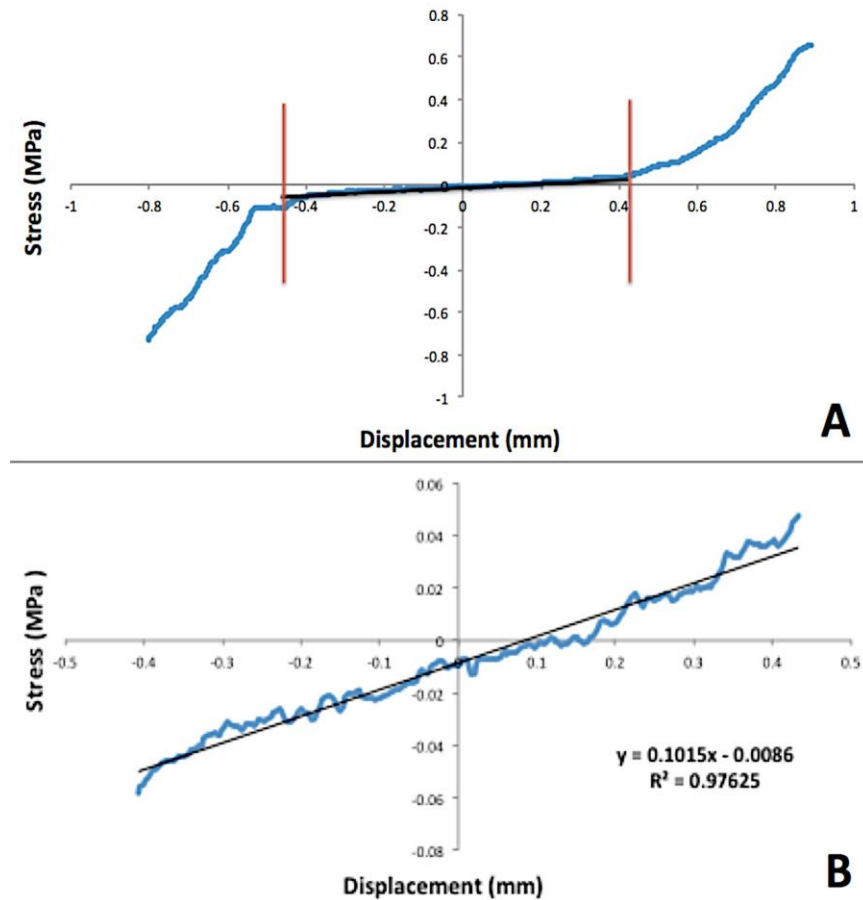 0.8
0.6
0.4
0.2
0
-1 -0.8 -0.6 -0.4 -0.2 0 0.2 0.4 0.6 0.8 1
-0.2
-0.4
-0.6
-0.8
-1
Stress (MPa)
Displacement (mm)
A
0.06
0.04
0.02
0
-0.5 -0.4 -0.3 -0.2 -0.1 0 0.1 0.2 0.3 0.4 0.5
-0.02
-0.04
-0.06
-0.08
Stress (MPa )
y = 0.1015x - 0.0086
R² = 0.97625
Displacement (mm)
B